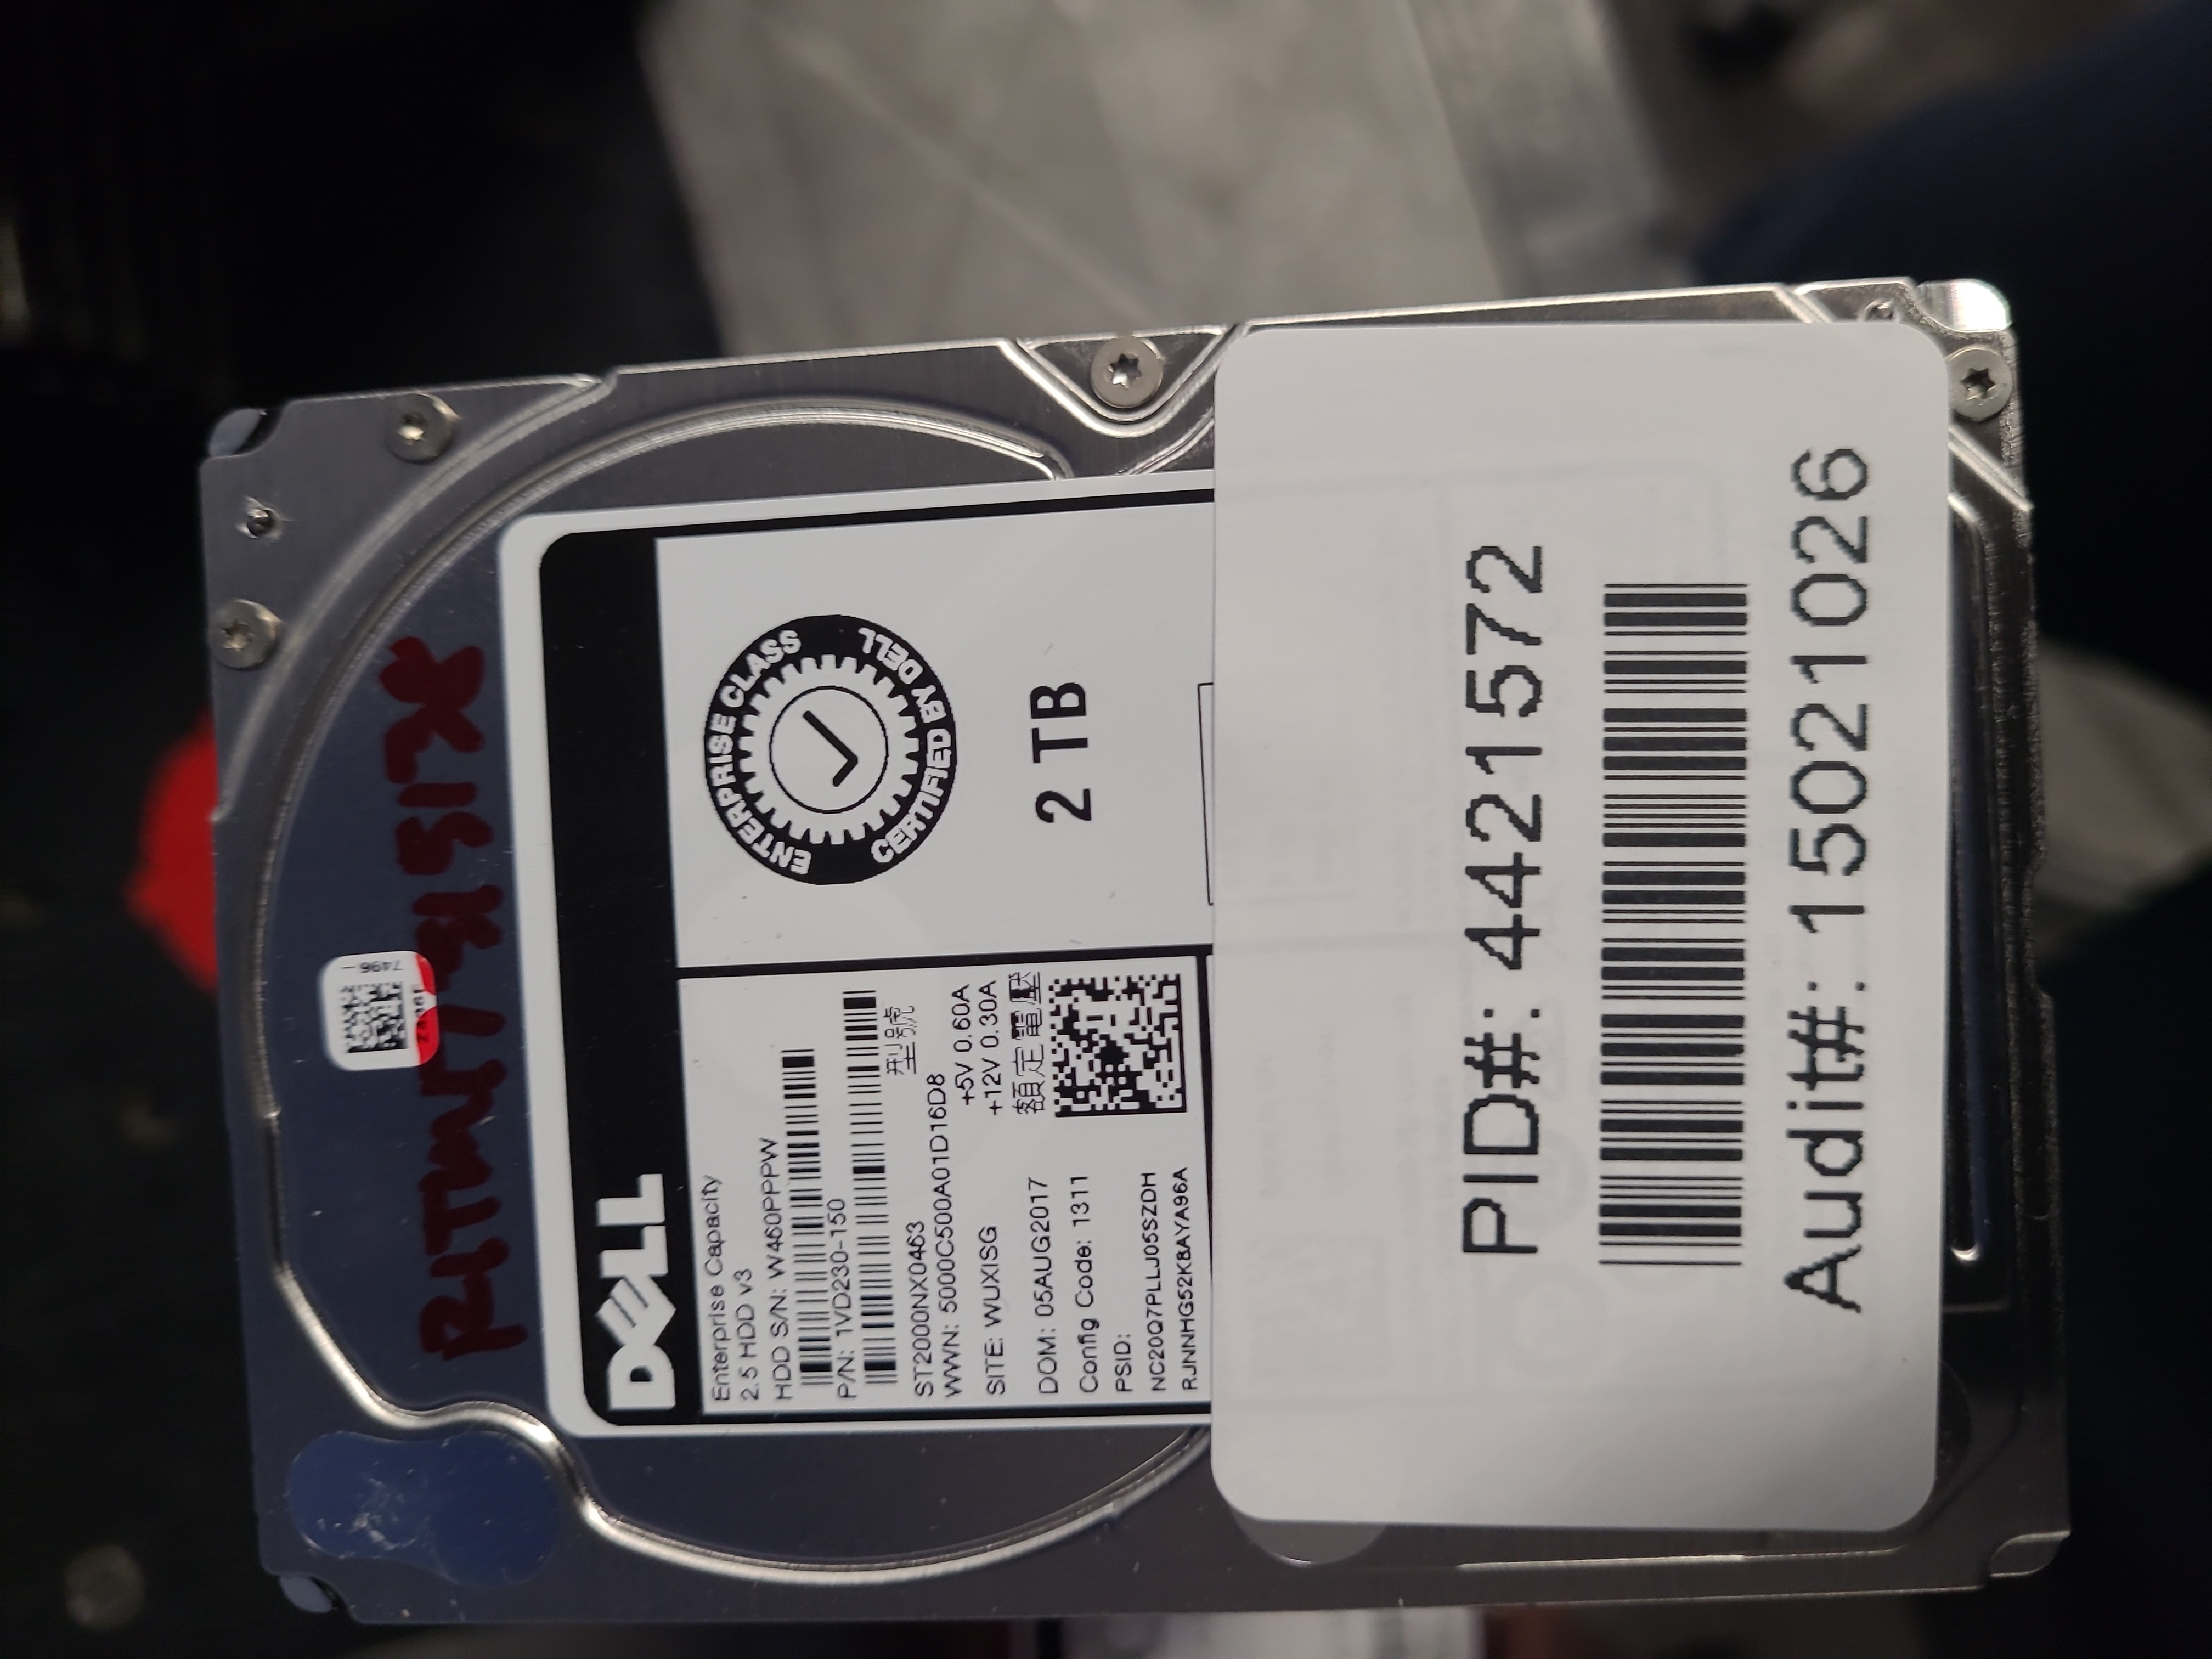 7496-
DELL
Enterprise Capacity
2.5 HDD v3
HDD S/N: W460PPPW
P/N: 1VD230-150
型號
ST2000NX0463
WWN: 5000C500A01D16D8
+5V 0.60A
SITE: WUXISG
+12V 0.30A
額定電壓
DOM: 05AUG2017
Config Code: 1311
PSID:
NC20Q7PLLJ05SZDH
RJNNHG52K8AYA96A
ENTERPRISE CLASS
CERTIFIED BY DELL
2 TB
PID#: 4421572
Audit#: 15021026